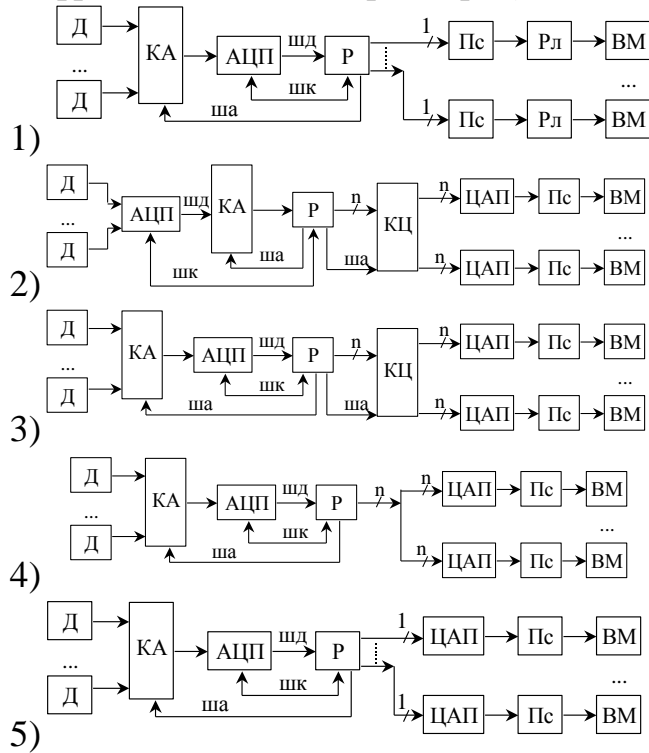 Д КА АЦП шд Р 1 Пс Рл ВМ
... шк ...
Д ша 1 Пс Рл ВМ
1)
Д АЦП шд КА Р n КЦ n ЦАП Пс ВМ
... ша ша ...
Д шк n ЦАП Пс ВМ
2)
Д КА АЦП шд Р n КЦ n ЦАП Пс ВМ
... шк ...
Д ша ша n ЦАП Пс ВМ
3)
Д КА АЦП шд Р n n ЦАП Пс ВМ
... шк ...
Д ша n ЦАП Пс ВМ
4)
Д КА АЦП шд Р 1 ЦАП Пс ВМ
... шк ...
Д ша 1 ЦАП Пс ВМ
5)